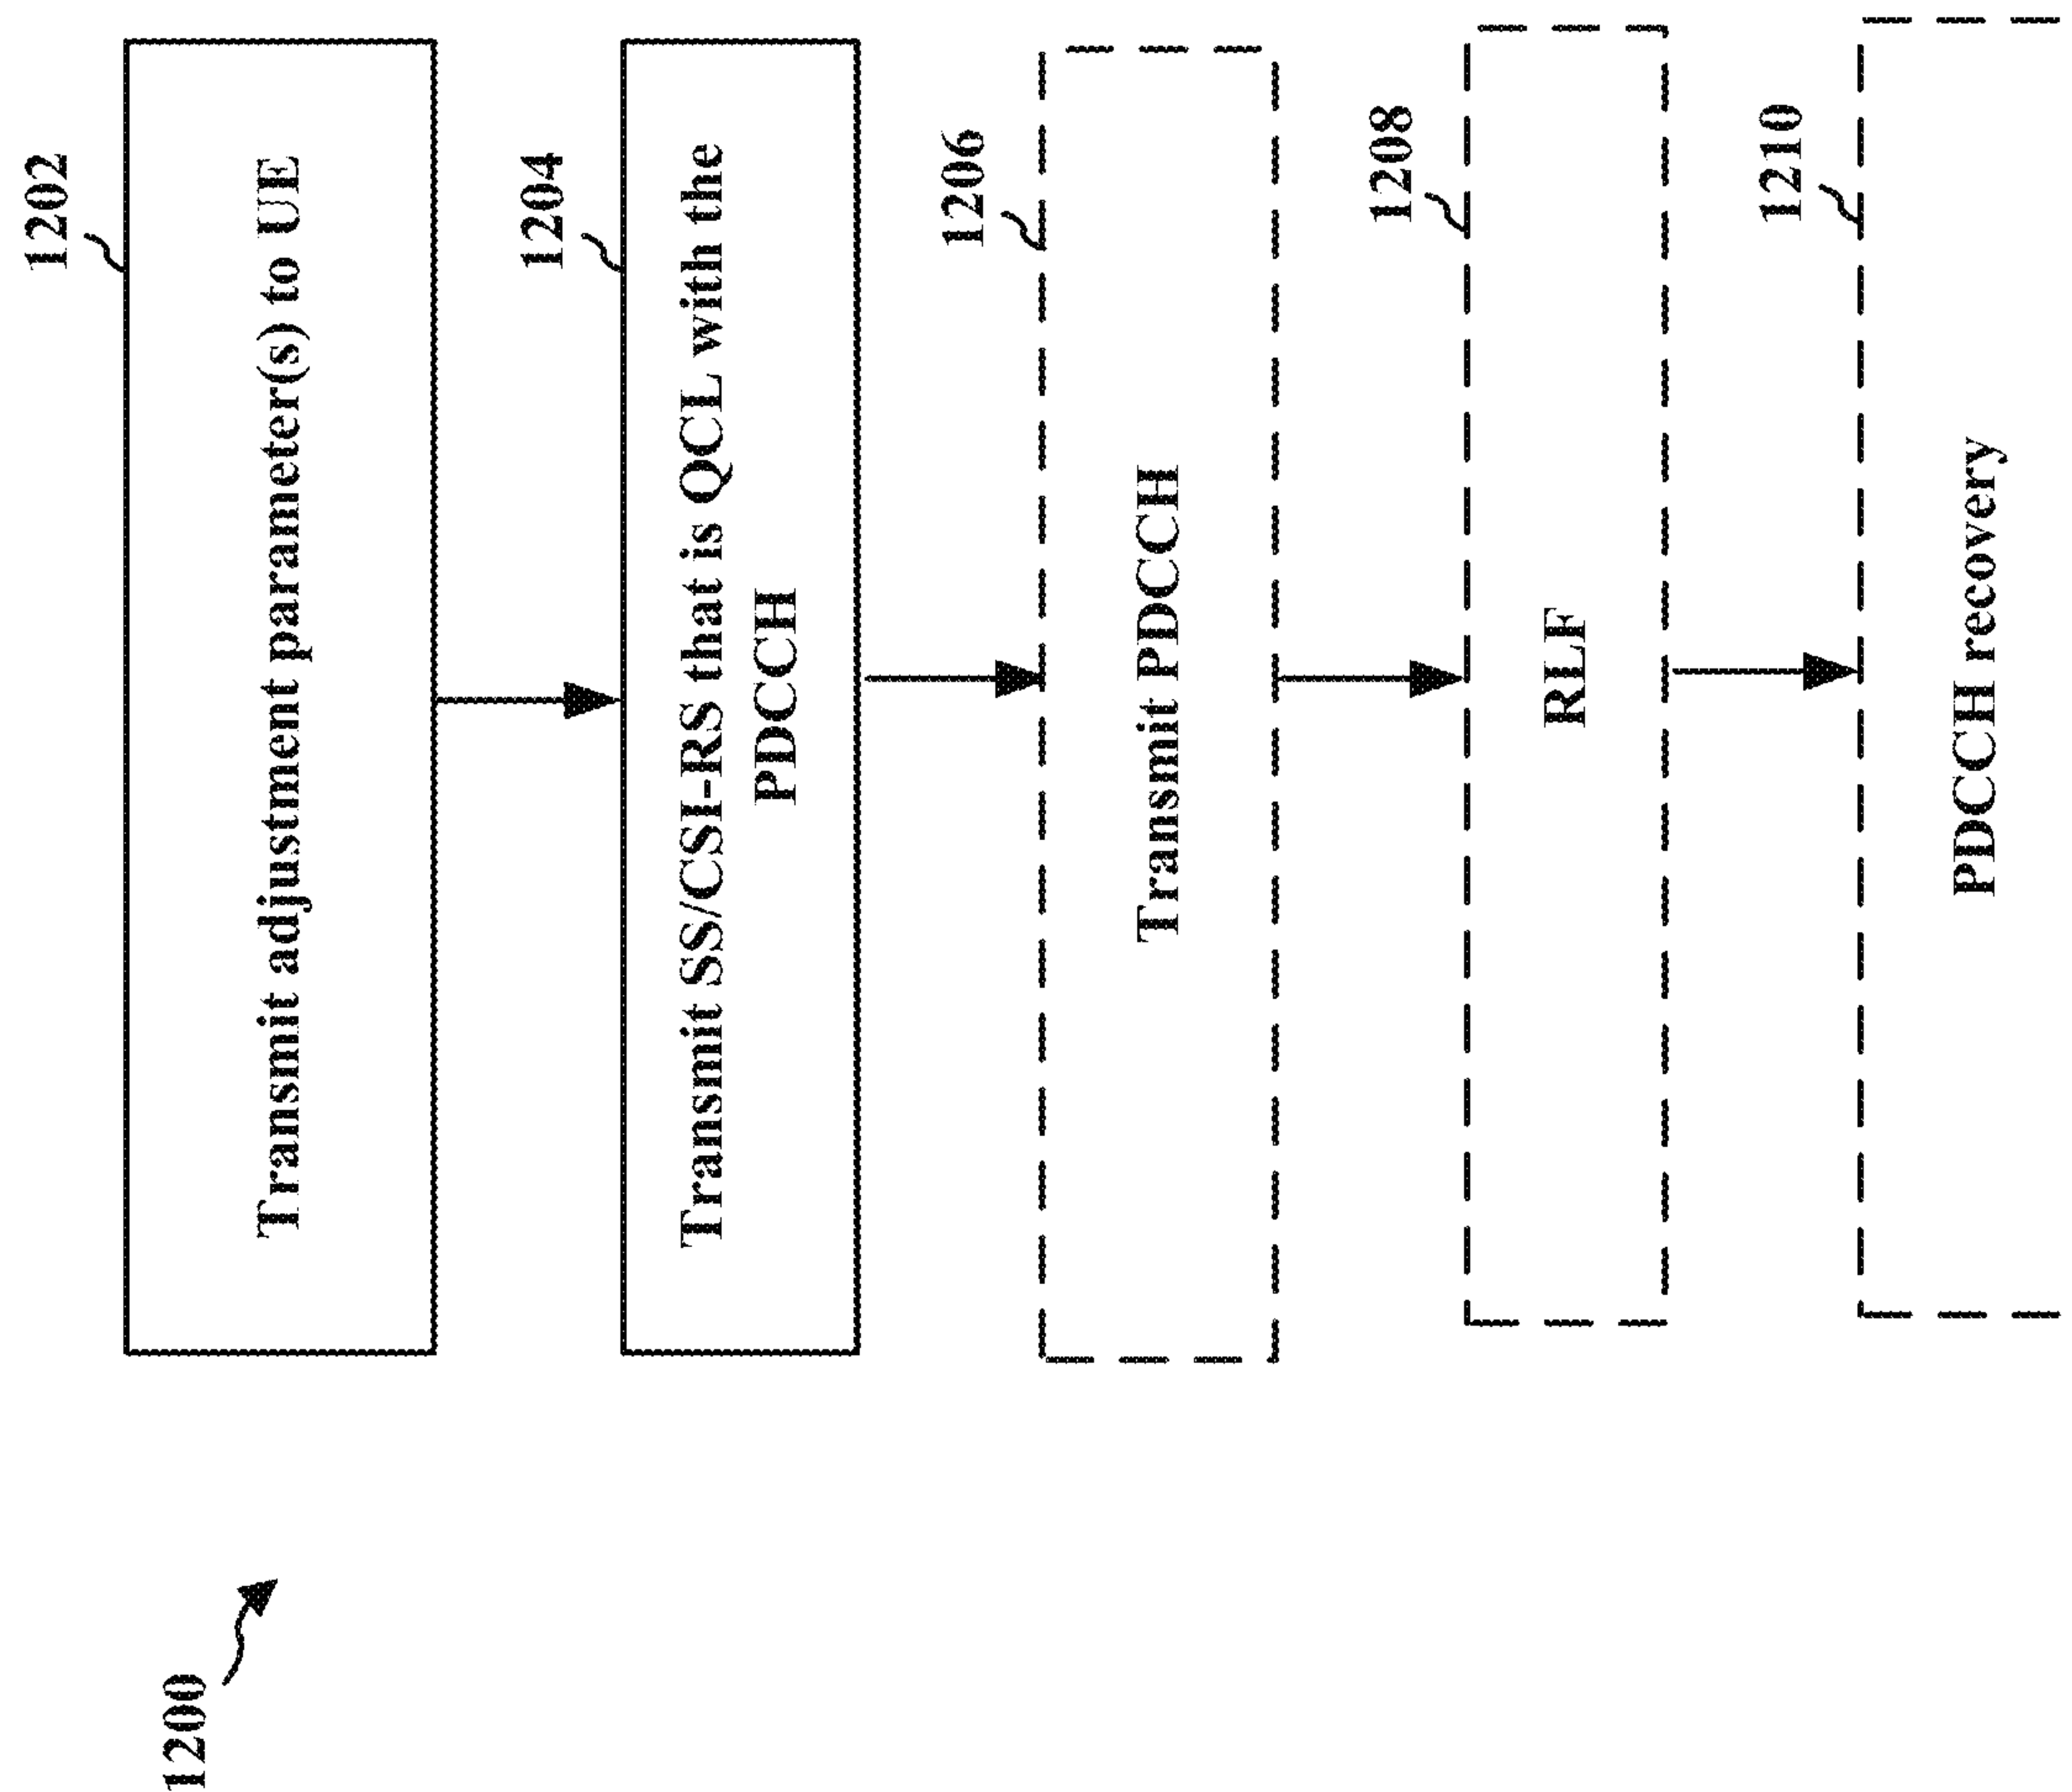 1200
1202
Transmit adjustment parameter(s) to UE
1204
Transmit SS/CSI-RS that is QCL with the
PDCCH
1206
Transmit PDCCH
1208
RLF
1210
PDCCH recovery